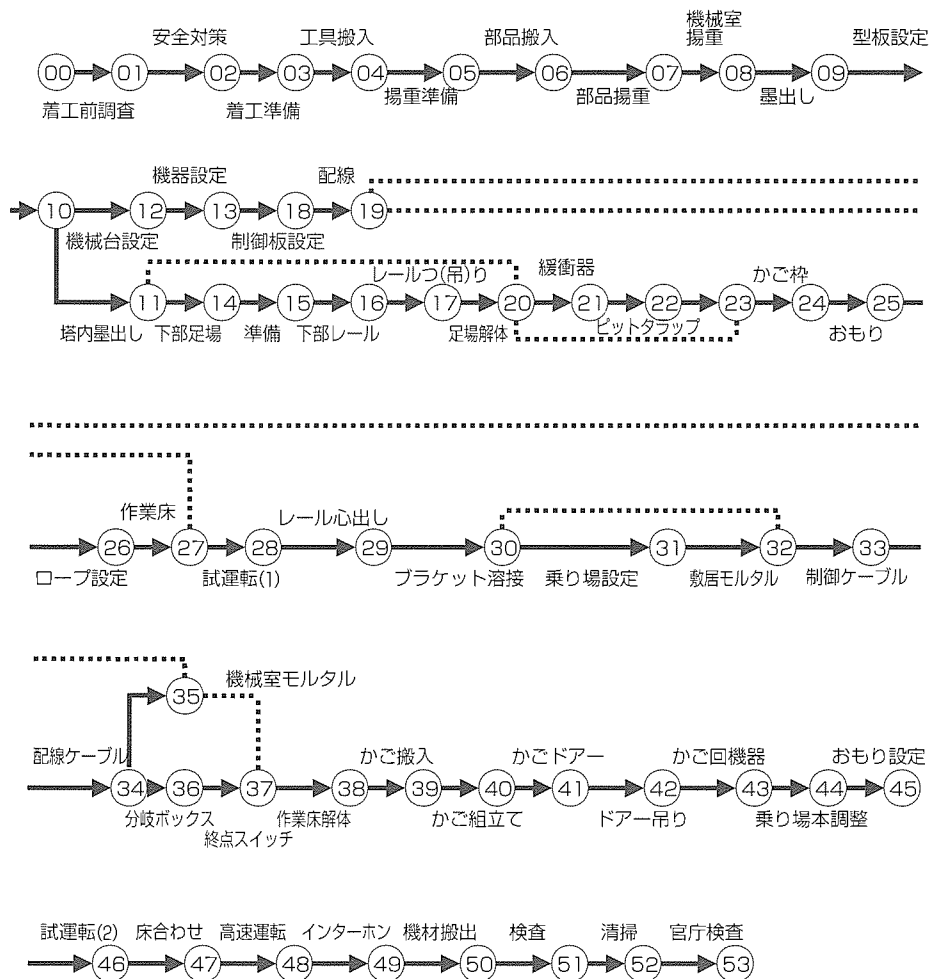 安全対策 工具搬入 部品搬入 機械室揚重 型板設定
00 01 02 03 04 05 06 07 08 09
着工前調査 着工準備 揚重準備 部品揚重 墨出し
機器設定 配線
10 12 13 18 19
機械台設定 制御板設定
レールつ(吊)り 緩衝器 かご枠
11 14 15 16 17 20 21 22 23 24 25
塔内墨出し 下部足場 準備 下部レール 足場解体 ピットタラップ おもり
作業床 レール心出し
26 27 28 29 30 31 32 33
ロープ設定 試運転(1) ブラケット溶接 乗り場設定 敷居モルタル 制御ケーブル
35 機械室モルタル
配線ケーブル かご搬入 かごドアー かご回機器 おもり設定
34 36 37 38 39 40 41 42 43 44 45
分岐ボックス 終点スイッチ 作業床解体 かご組立て ドアー吊り 乗り場本調整
試運転(2) 床合わせ 高速運転 インターホン 機材搬出 検査 清掃 官庁検査
46 47 48 49 50 51 52 53